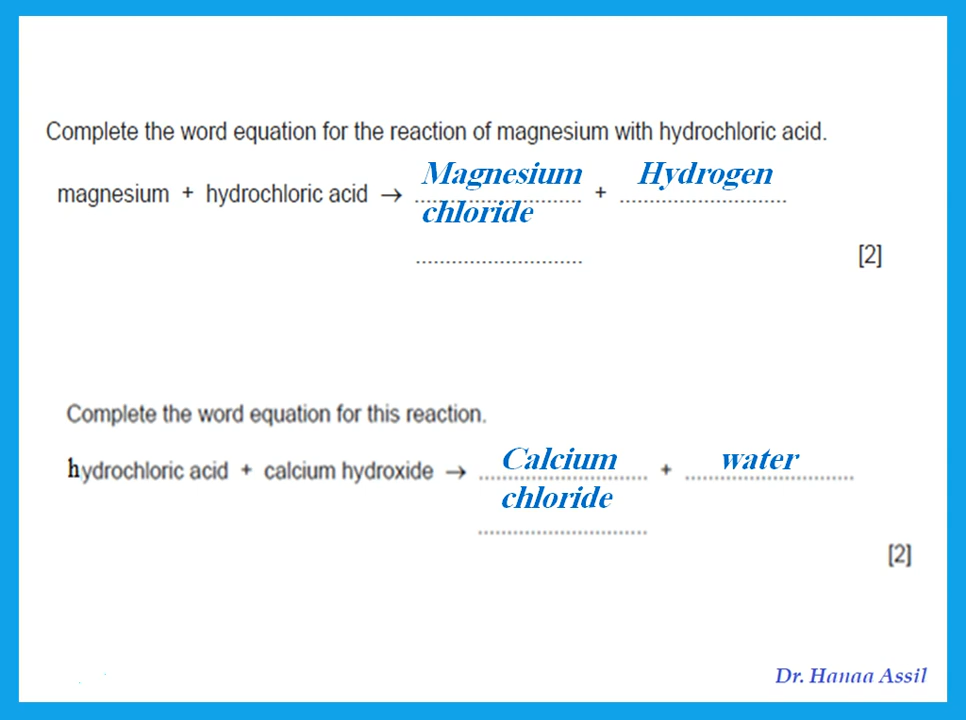 Complete the word equation for the reaction of magnesium with hydrochloric acid.
magnesium + hydrochloric acid → Magnesium + Hydrogen
chloride
[2]
Complete the word equation for this reaction.
hydrochloric acid + calcium hydroxide → Calcium + water
chloride
[2]
Dr. Hanaa Assil